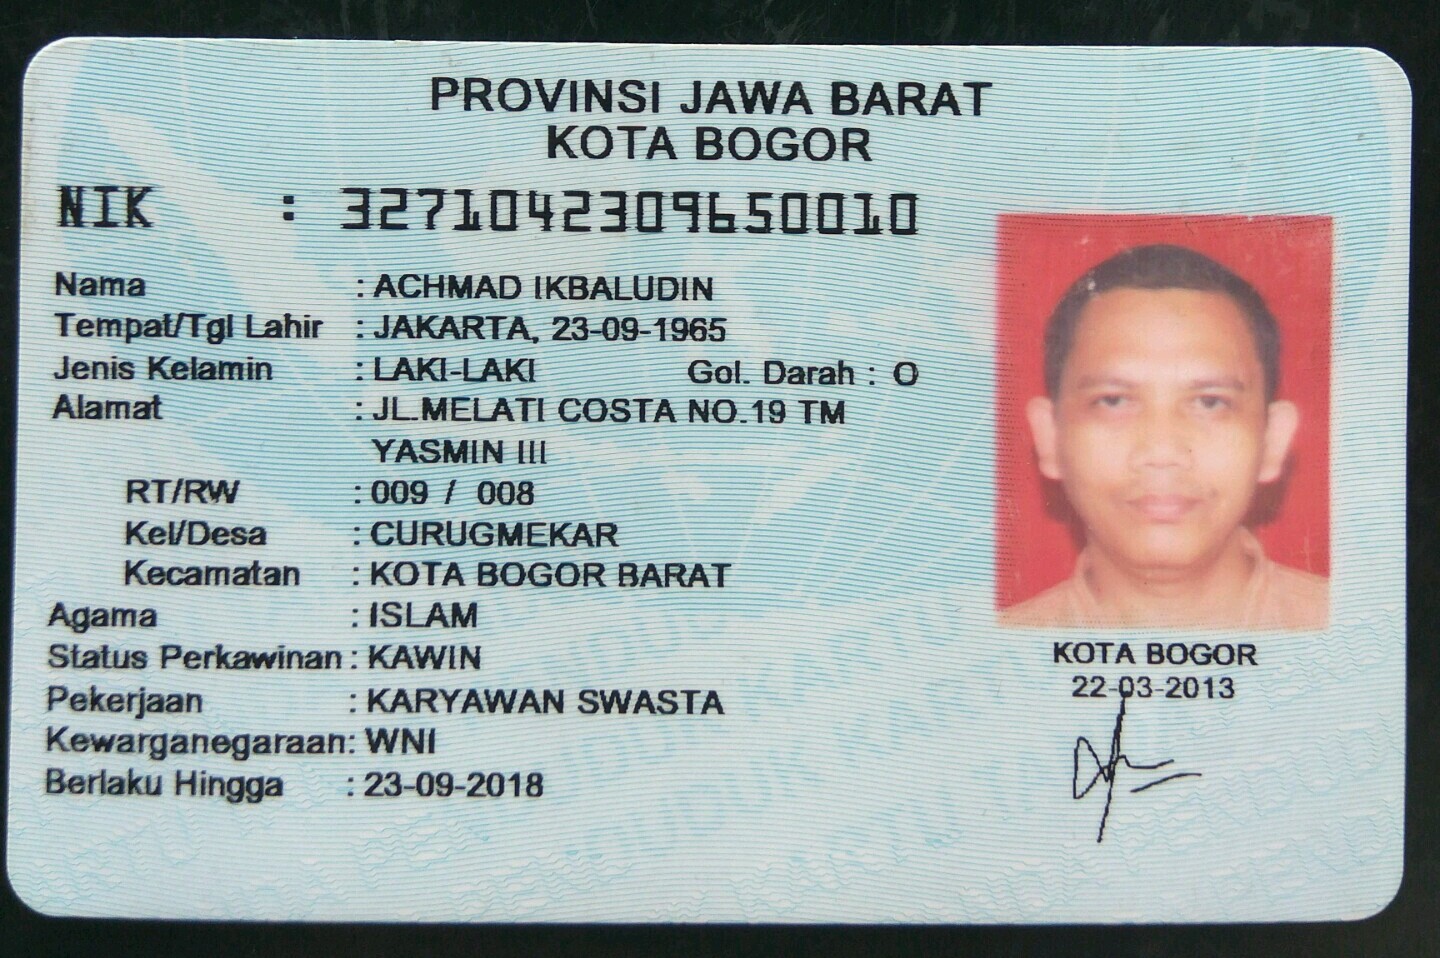 PROVINSI JAWA BARAT
KOTA BOGOR
NIK : 3271042309650010
Nama : ACHMAD IKBALUDIN
Tempat/Tgl Lahir : JAKARTA, 23-09-1965
Jenis Kelamin : LAKI-LAKI Gol. Darah : O
Alamat : JL.MELATI COSTA NO.19 TM
YASMIN III
RT/RW : 009 / 008
Kel/Desa : CURUGMEKAR
Kecamatan : KOTA BOGOR BARAT
Agama : ISLAM
Status Perkawinan : KAWIN
Pekerjaan : KARYAWAN SWASTA
Kewarganegaraan: WNI
Berlaku Hingga : 23-09-2018
KOTA BOGOR
22-03-2013